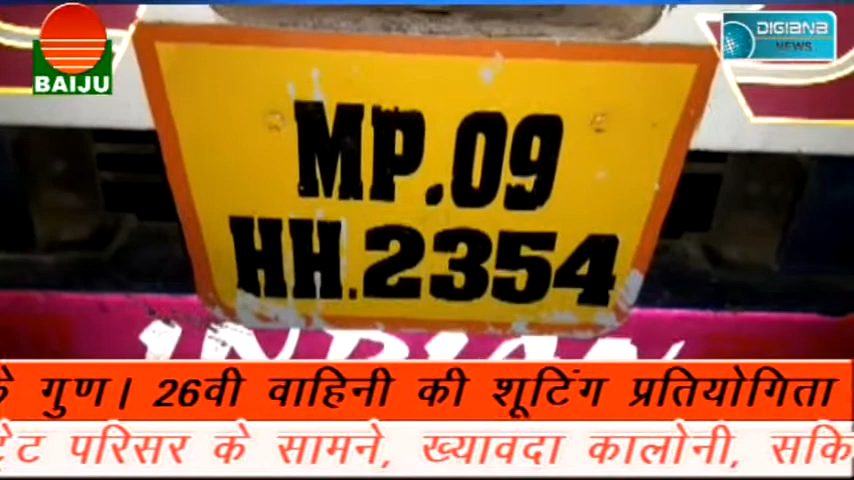 BAIJU
DIGIANA
NEWS
MP.09
HH.2354
INDIAN
के गुण। 26वी वाहिनी की शूटिंग प्रतियोगिता
परिसर के सामने, ख्यावदा कालोनी,